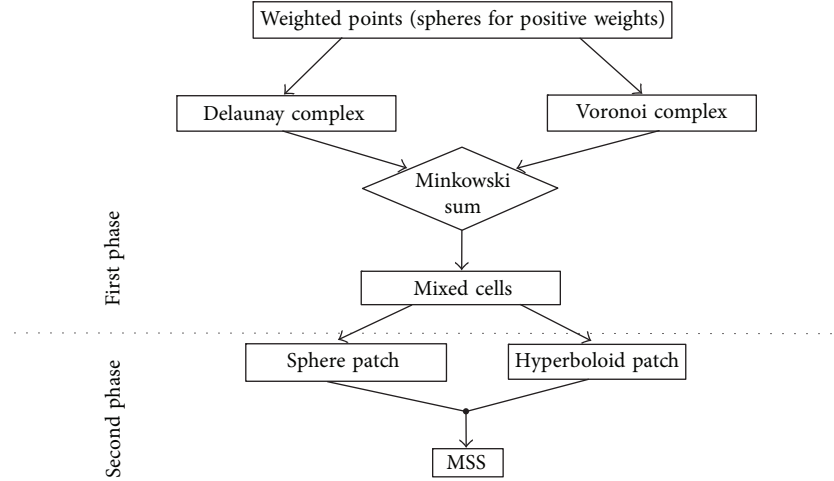 Weighted points (spheres for positive weights)
Delaunay complex
Voronoi complex
Minkowski
sum
First phase
Mixed cells
Sphere patch
Hyperboloid patch
Second phase
MSS